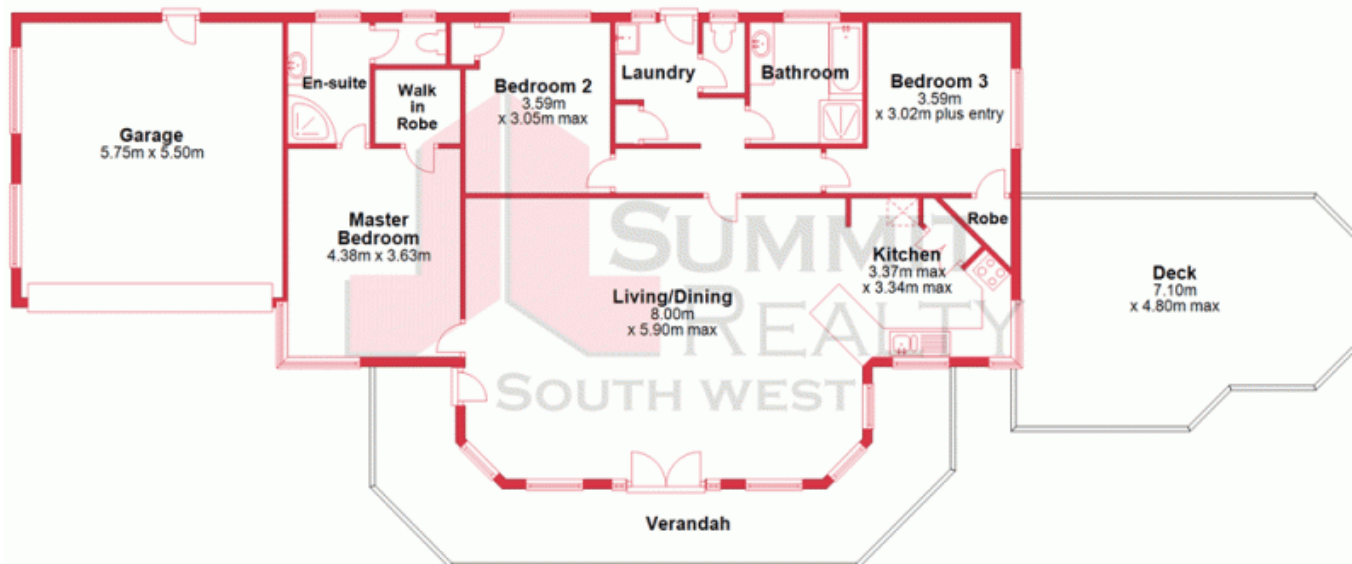 Garage
5.75m x 5.50m
En-suite
Walk
in
Robe
Bedroom 2
3.59m
x 3.05m max
Laundry
Bathroom
Bedroom 3
3.59m
x 3.02m plus entry
Master
Bedroom
4.38m x 3.63m
Living/Dining
8.00m
x 5.90m max
Kitchen
3.37m max
x 3.34m max
Robe
Deck
7.10m
x 4.80m max
Verandah
SUMMIT
REALTY
SOUTH WEST